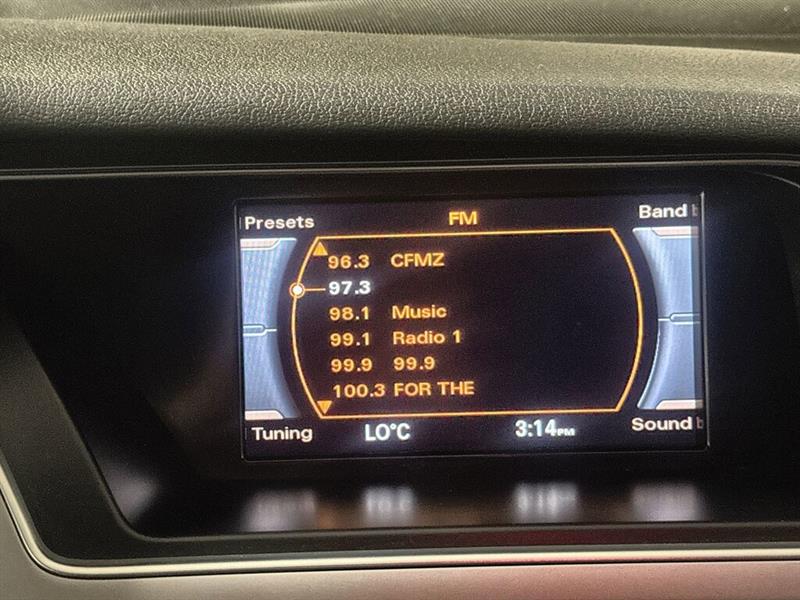 Presets FM Band
96.3 CFMZ
97.3
98.1 Music
99.1 Radio 1
99.9 99.9
100.3 FOR THE
Tuning LO°C 3:14PM Sound